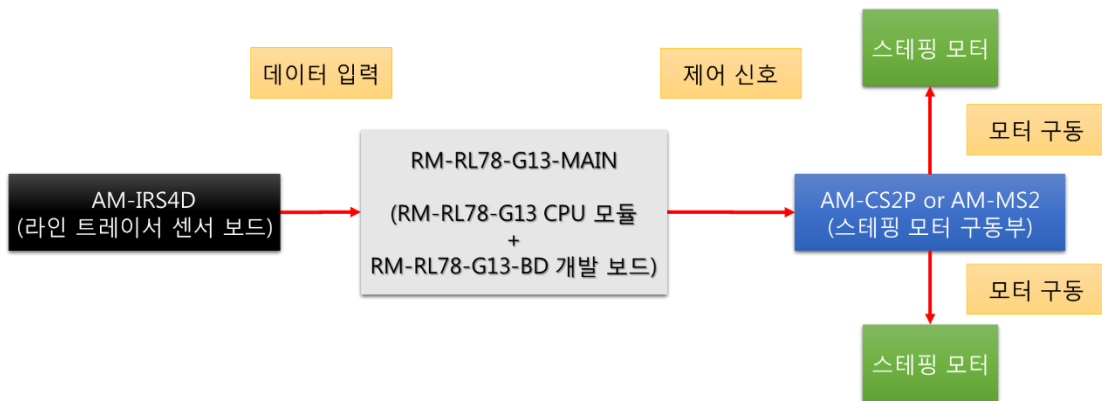 스테핑 모터
데이터 입력
제어 신호
모터 구동
RM-RL78-G13-MAIN
(RM-RL78-G13 CPU 모듈
+
RM-RL78-G13-BD 개발 보드)
AM-IRS4D
(라인 트레이서 센서 보드)
AM-CS2P or AM-MS2
(스테핑 모터 구동부)
모터 구동
스테핑 모터